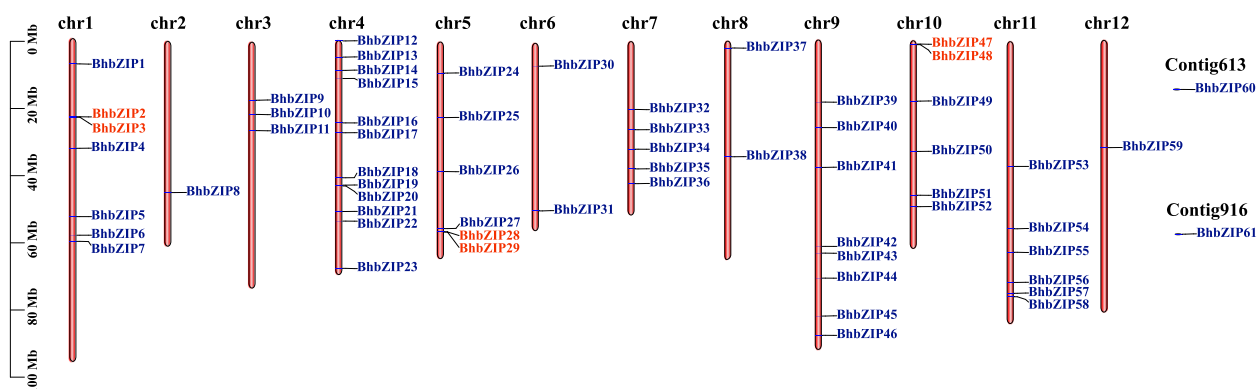 chr1
chr2
chr3
chr4
chr5
chr6
chr7
chr8
chr9
chr10
chr11
chr12
0 Mb
20 Mb
40 Mb
60 Mb
80 Mb
00 Mb
BhbZIP1
BhbZIP2
BhbZIP3
BhbZIP4
BhbZIP5
BhbZIP6
BhbZIP7
BhbZIP8
BhbZIP9
BhbZIP10
BhbZIP11
BhbZIP12
BhbZIP13
BhbZIP14
BhbZIP15
BhbZIP16
BhbZIP17
BhbZIP18
BhbZIP19
BhbZIP20
BhbZIP21
BhbZIP22
BhbZIP23
BhbZIP24
BhbZIP25
BhbZIP26
BhbZIP27
BhbZIP28
BhbZIP29
BhbZIP30
BhbZIP31
BhbZIP32
BhbZIP33
BhbZIP34
BhbZIP35
BhbZIP36
BhbZIP37
BhbZIP38
BhbZIP39
BhbZIP40
BhbZIP41
BhbZIP42
BhbZIP43
BhbZIP44
BhbZIP45
BhbZIP46
BhbZIP47
BhbZIP48
BhbZIP49
BhbZIP50
BhbZIP51
BhbZIP52
BhbZIP53
BhbZIP54
BhbZIP55
BhbZIP56
BhbZIP57
BhbZIP58
BhbZIP59
Contig613
BhbZIP60
Contig916
BhbZIP61